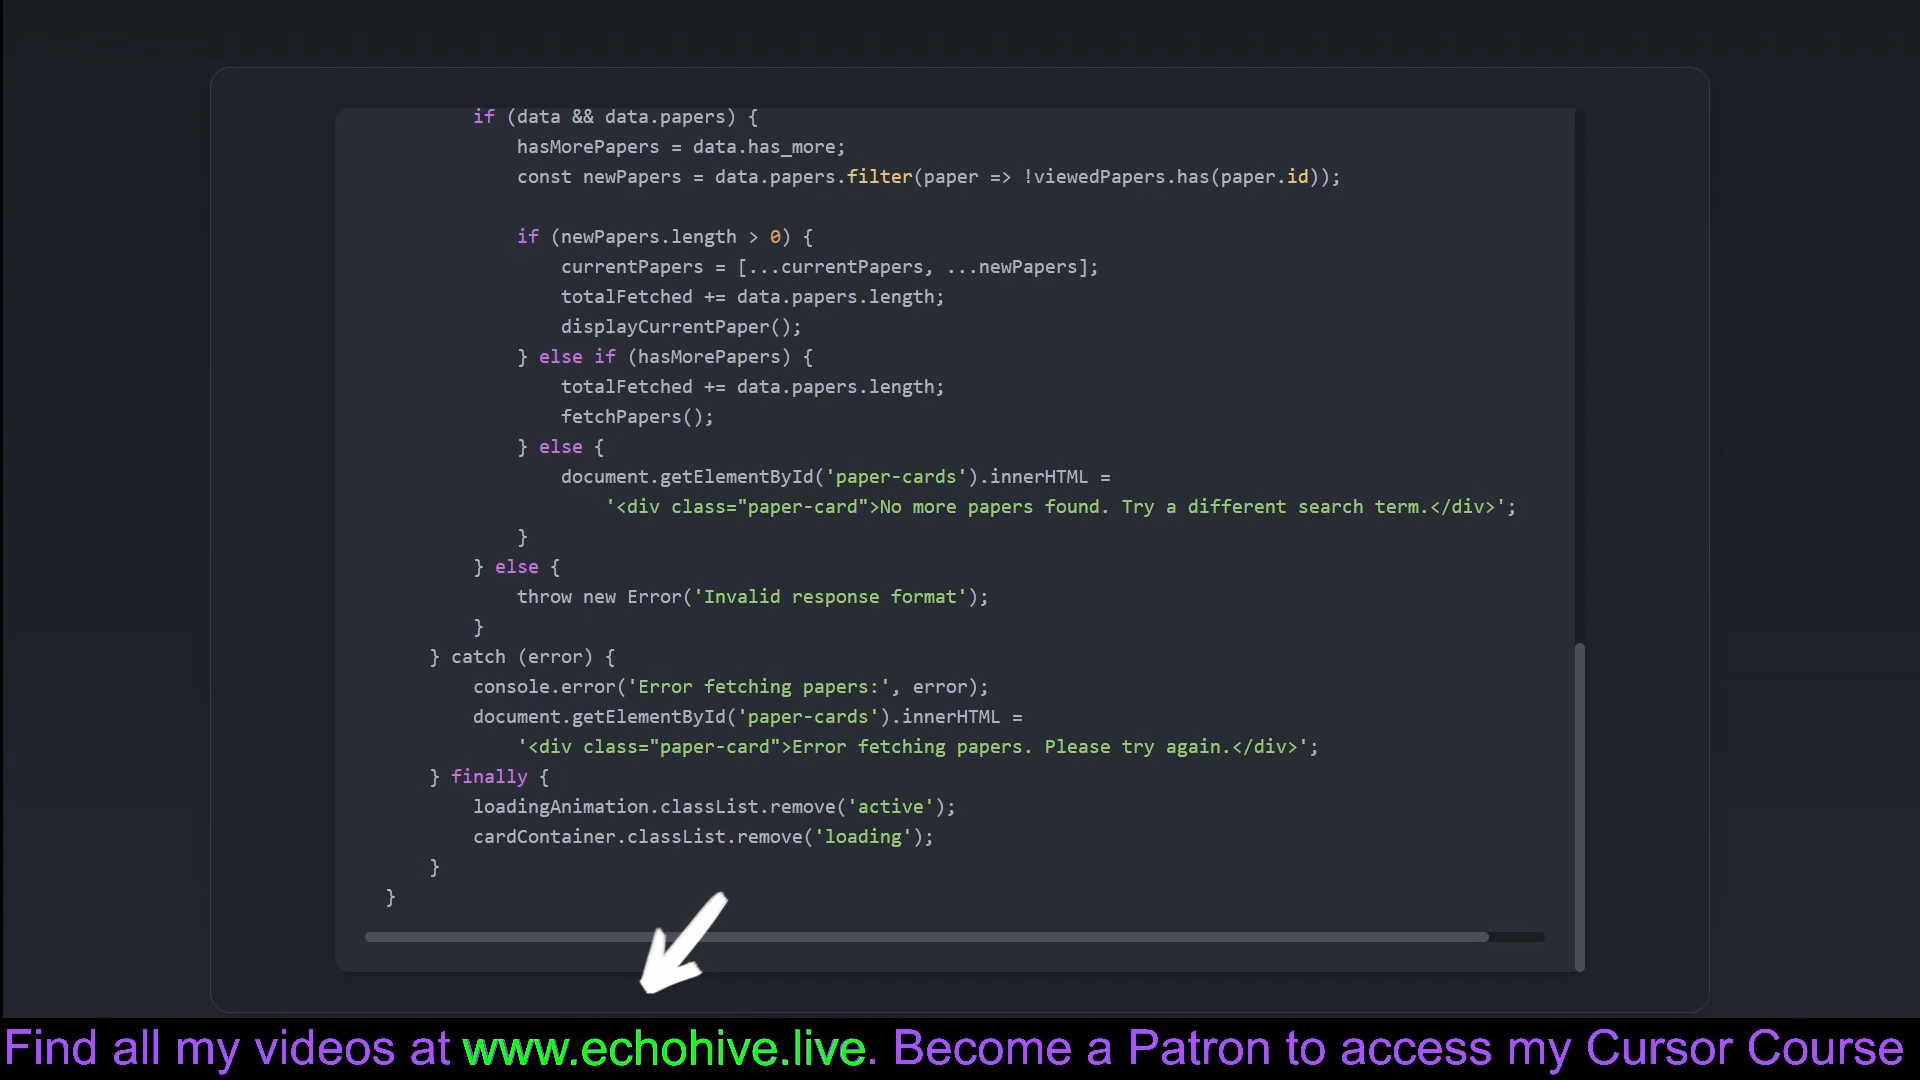 if (data && data.papers) {
hasMorePapers = data.has_more;
const newPapers = data.papers.filter(paper => !viewedPapers.has(paper.id));
if (newPapers.length > 0) {
currentPapers = [...currentPapers, ...newPapers];
totalFetched += data.papers.length;
displayCurrentPaper();
} else if (hasMorePapers) {
totalFetched += data.papers.length;
fetchPapers();
} else {
document.getElementById('paper-cards').innerHTML =
'<div class="paper-card">No more papers found. Try a different search term.</div>';
}
} else {
throw new Error('Invalid response format');
}
} catch (error) {
console.error('Error fetching papers:', error);
document.getElementById('paper-cards').innerHTML =
'<div class="paper-card">Error fetching papers. Please try again.</div>';
} finally {
loadingAnimation.classList.remove('active');
cardContainer.classList.remove('loading');
}
}
Find all my videos at www.echohive.live. Become a Patron to access my Cursor Course